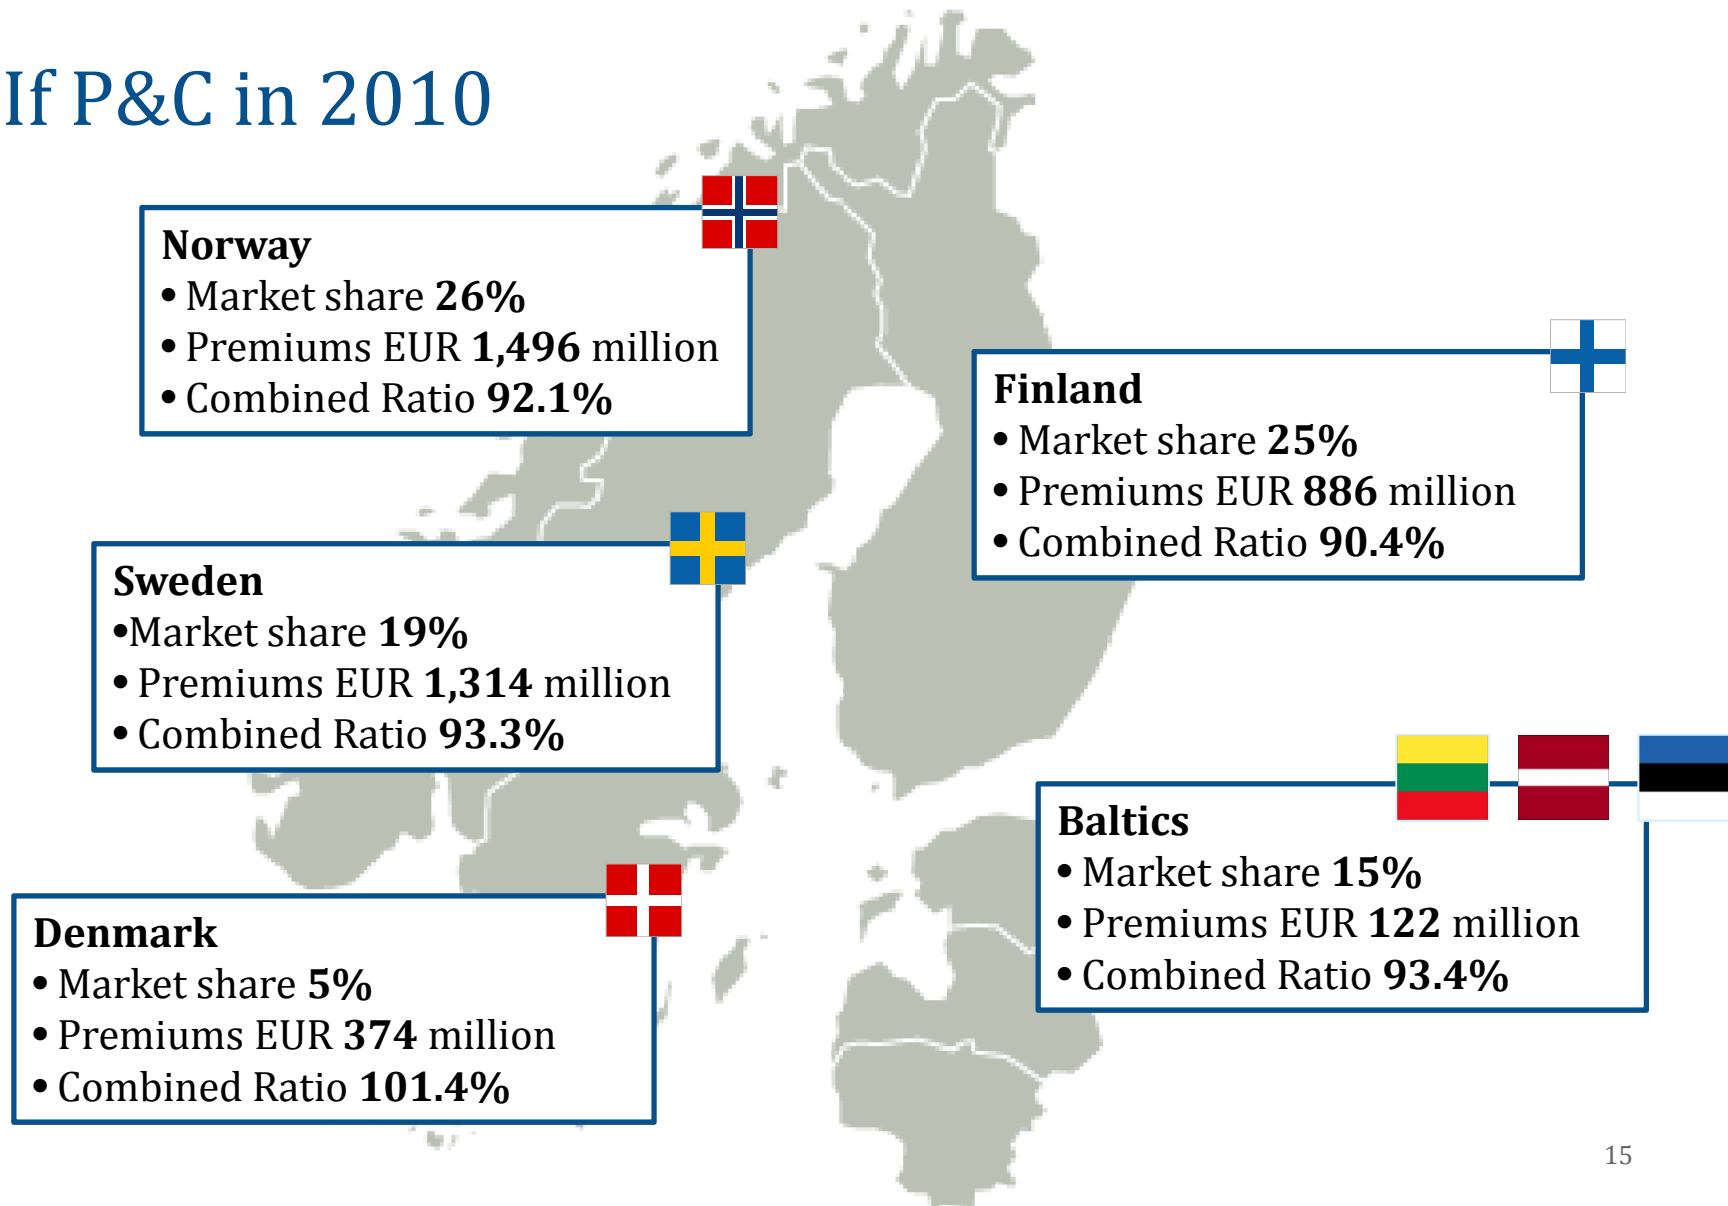 If P&C in 2010
Norway
• Market share 26%
• Premiums EUR 1,496 million
• Combined Ratio 92.1%
Finland
• Market share 25%
• Premiums EUR 886 million
• Combined Ratio 90.4%
Sweden
•Market share 19%
• Premiums EUR 1,314 million
• Combined Ratio 93.3%
Baltics
• Market share 15%
• Premiums EUR 122 million
• Combined Ratio 93.4%
Denmark
• Market share 5%
• Premiums EUR 374 million
• Combined Ratio 101.4%
15